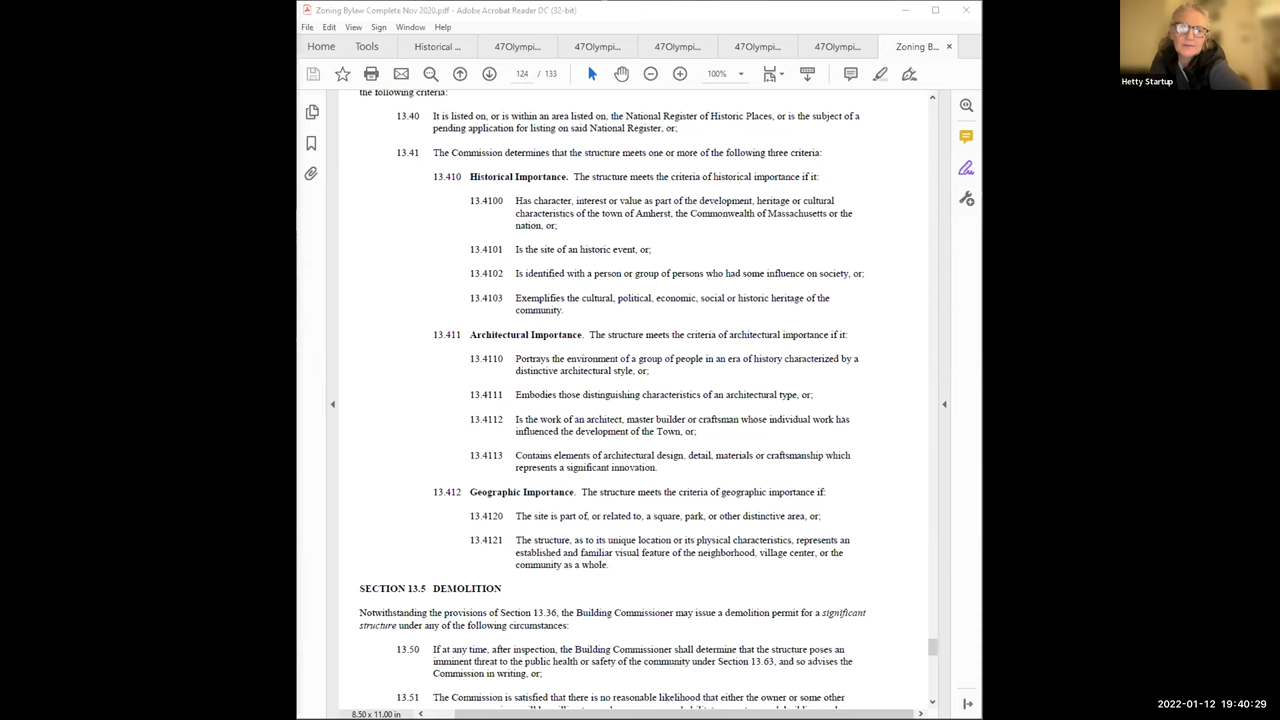 Zoning Bylaw Complete Nov 2020.pdf - Adobe Acrobat Reader DC (32-bit)
File Edit View Sign Window Help
Home Tools Historical ... 47Olympi... 47Olympi... 47Olympi... 47Olympi... 47Olympi... Zoning B... ×
124 / 133 100%
the following criteria:
13.40 It is listed on, or is within an area listed on, the National Register of Historic Places, or is the subject of a
pending application for listing on said National Register, or;
13.41 The Commission determines that the structure meets one or more of the following three criteria:
13.410 Historical Importance. The structure meets the criteria of historical importance if it:
13.4100 Has character, interest or value as part of the development, heritage or cultural
characteristics of the town of Amherst, the Commonwealth of Massachusetts or the
nation, or;
13.4101 Is the site of an historic event, or;
13.4102 Is identified with a person or group of persons who had some influence on society, or;
13.4103 Exemplifies the cultural, political, economic, social or historic heritage of the
community.
13.411 Architectural Importance. The structure meets the criteria of architectural importance if it:
13.4110 Portrays the environment of a group of people in an era of history characterized by a
distinctive architectural style, or;
13.4111 Embodies those distinguishing characteristics of an architectural type, or;
13.4112 Is the work of an architect, master builder or craftsman whose individual work has
influenced the development of the Town, or;
13.4113 Contains elements of architectural design, detail, materials or craftsmanship which
represents a significant innovation.
13.412 Geographic Importance. The structure meets the criteria of geographic importance if:
13.4120 The site is part of, or related to, a square, park, or other distinctive area, or;
13.4121 The structure, as to its unique location or its physical characteristics, represents an
established and familiar visual feature of the neighborhood, village center, or the
community as a whole.
SECTION 13.5 DEMOLITION
Notwithstanding the provisions of Section 13.36, the Building Commissioner may issue a demolition permit for a significant
structure under any of the following circumstances:
13.50 If at any time, after inspection, the Building Commissioner shall determine that the structure poses an
imminent threat to the public health or safety of the community under Section 13.63, and so advises the
Commission in writing, or;
13.51 The Commission is satisfied that there is no reasonable likelihood that either the owner or some other
8.50 x 11.00 in
Hetty Startup
2022-01-12 19:40:29